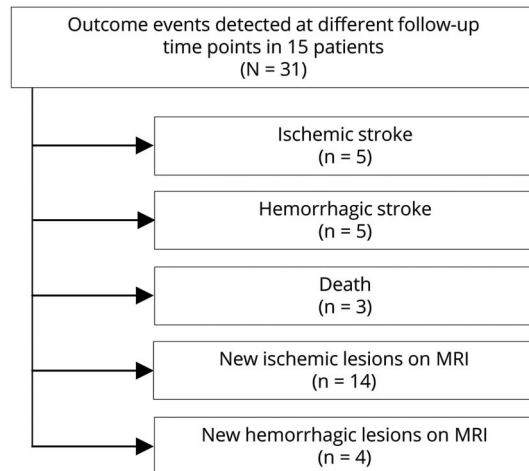 Outcome events detected at different follow-up
time points in 15 patients
(N = 31)
Ischemic stroke
(n = 5)
Hemorrhagic stroke
(n = 5)
Death
(n = 3)
New ischemic lesions on MRI
(n = 14)
New hemorrhagic lesions on MRI
(n = 4)